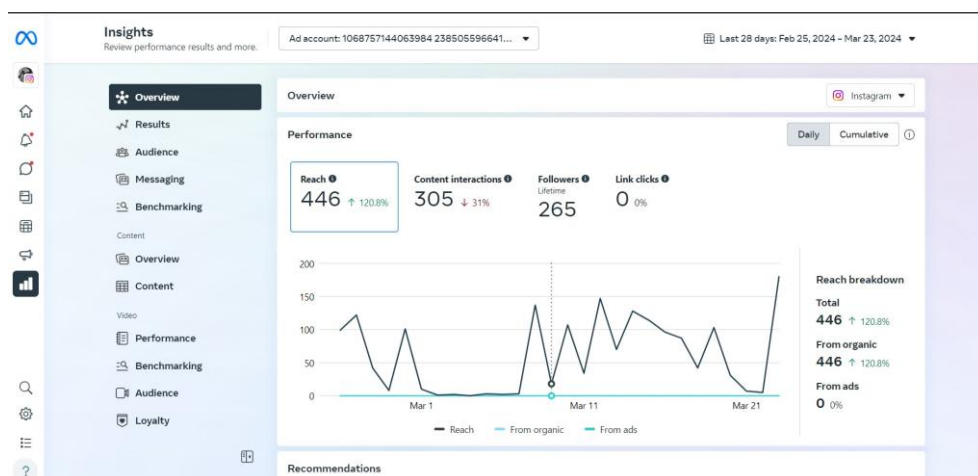 Insights
Review performance results and more.
Ad account: 1068757144063984 238505596641...
Last 28 days: Feb 25, 2024 – Mar 23, 2024
Overview
Results
Audience
Messaging
Benchmarking
Content
Overview
Content
Video
Performance
Benchmarking
Audience
Loyalty
Overview
Instagram
Performance
Daily
Cumulative
Reach
446 ↑ 120.8%
Content interactions
305 ↓ 31%
Followers
Lifetime
265
Link clicks
0 0%
200
150
100
50
0
Mar 1 Mar 11 Mar 21
Reach From organic From ads
Reach breakdown
Total
446 ↑ 120.8%
From organic
446 ↑ 120.8%
From ads
0 0%
Recommendations